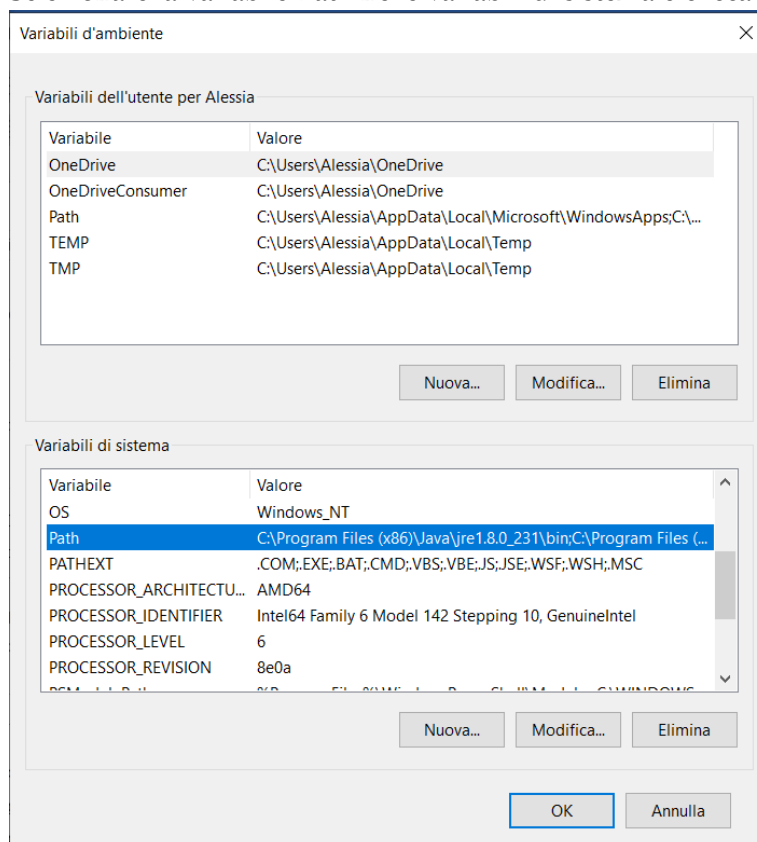 Variabili d'ambiente
Variabili dell'utente per Alessia
Variabile Valore
OneDrive C:\Users\Alessia\OneDrive
OneDriveConsumer C:\Users\Alessia\OneDrive
Path C:\Users\Alessia\AppData\Local\Microsoft\WindowsApps;C:\...
TEMP C:\Users\Alessia\AppData\Local\Temp
TMP C:\Users\Alessia\AppData\Local\Temp
Nuova... Modifica... Elimina
Variabili di sistema
Variabile Valore
OS Windows_NT
Path C:\Program Files (x86)\Java\jre1.8.0_231\bin;C:\Program Files (...
PATHEXT .COM;.EXE;.BAT;.CMD;.VBS;.VBE;.JS;.JSE;.WSF;.WSH;.MSC
PROCESSOR_ARCHITECTU... AMD64
PROCESSOR_IDENTIFIER Intel64 Family 6 Model 142 Stepping 10, GenuineIntel
PROCESSOR_LEVEL 6
PROCESSOR_REVISION 8e0a
Nuova... Modifica... Elimina
OK Annulla